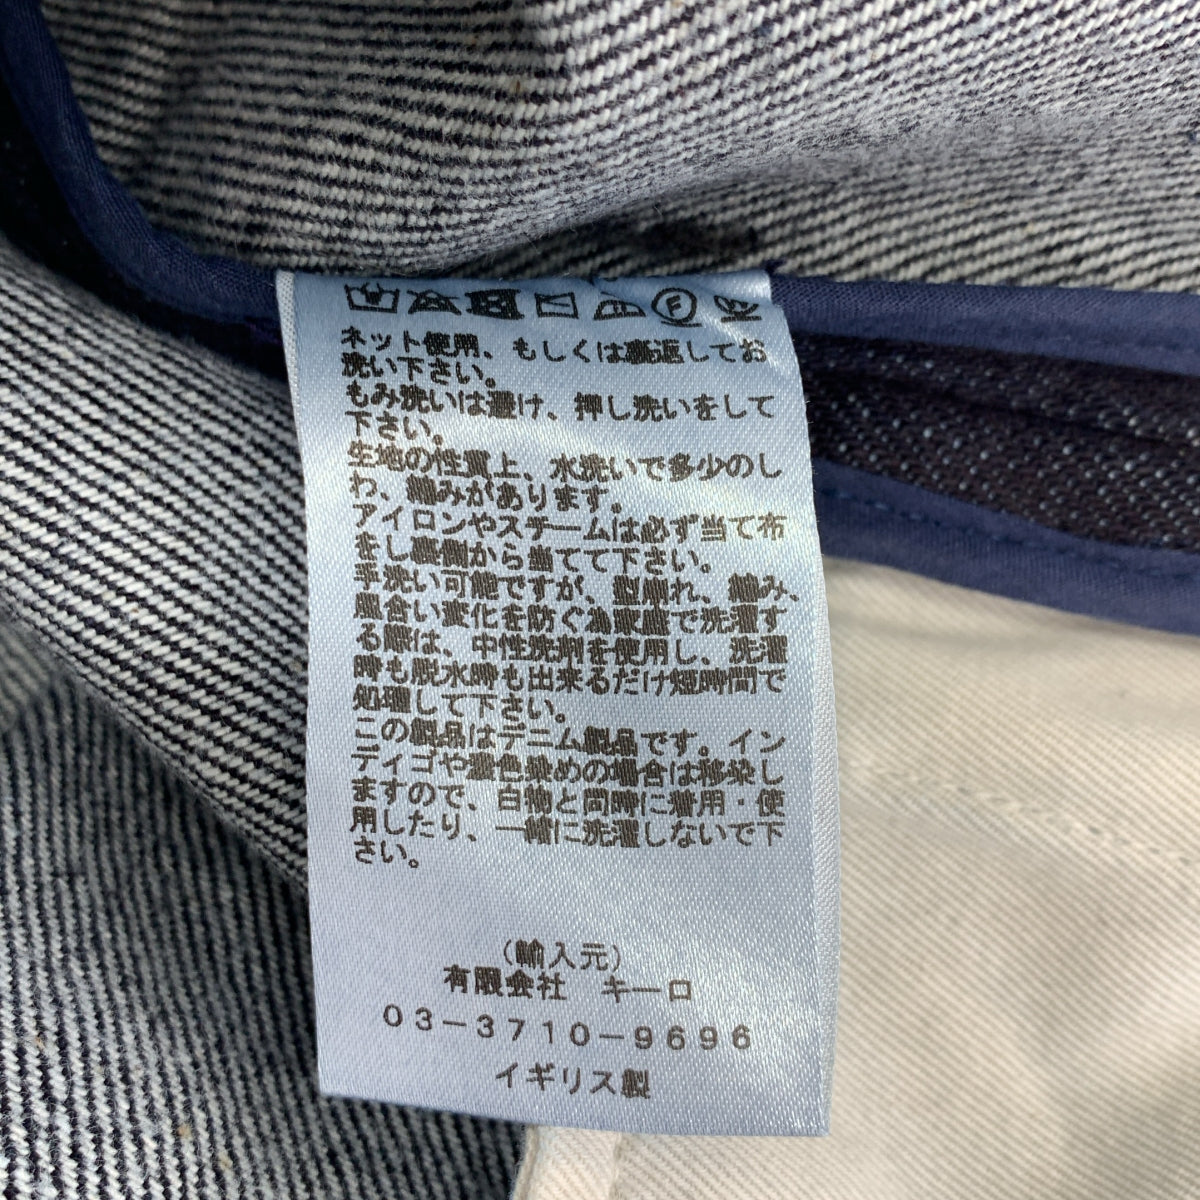 F
ネット使用、もしくは裏返してお
洗い下さい。
もみ洗いは避け、押し洗いをして
下さい。
生地の性質上、水洗いで多少のし
わ、縮みがあります。
アイロンやスチームは必ず当て布
をし裏側から当てて下さい。
手洗い可能ですが、型崩れ、縮み、
風合い変化を防ぐ為家庭で洗濯す
る際は、中性洗剤を使用し、洗濯
時も脱水時も出来るだけ短時間で
処理して下さい。
この製品はデニム製品です。イン
ディゴや濃色染めの場合は移染し
ますので、白物と同時に着用・使
用したり、一緒に洗濯しないで下
さい。
(輸入元)
有限会社 キーロ
03-3710-9696
イギリス製